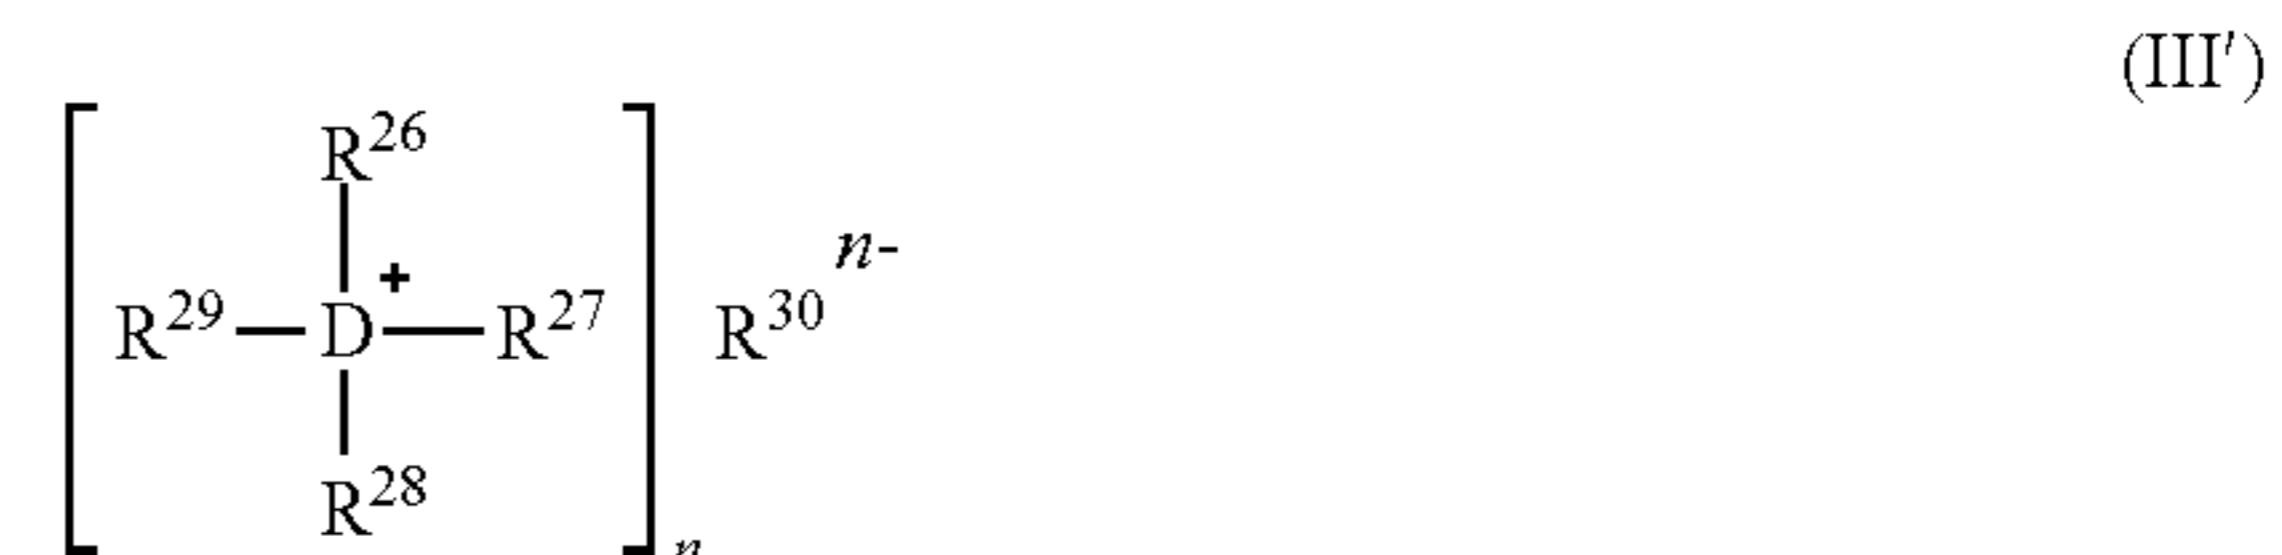 (III′)
R26
n-
R29—D+—R27 R30
R28
n